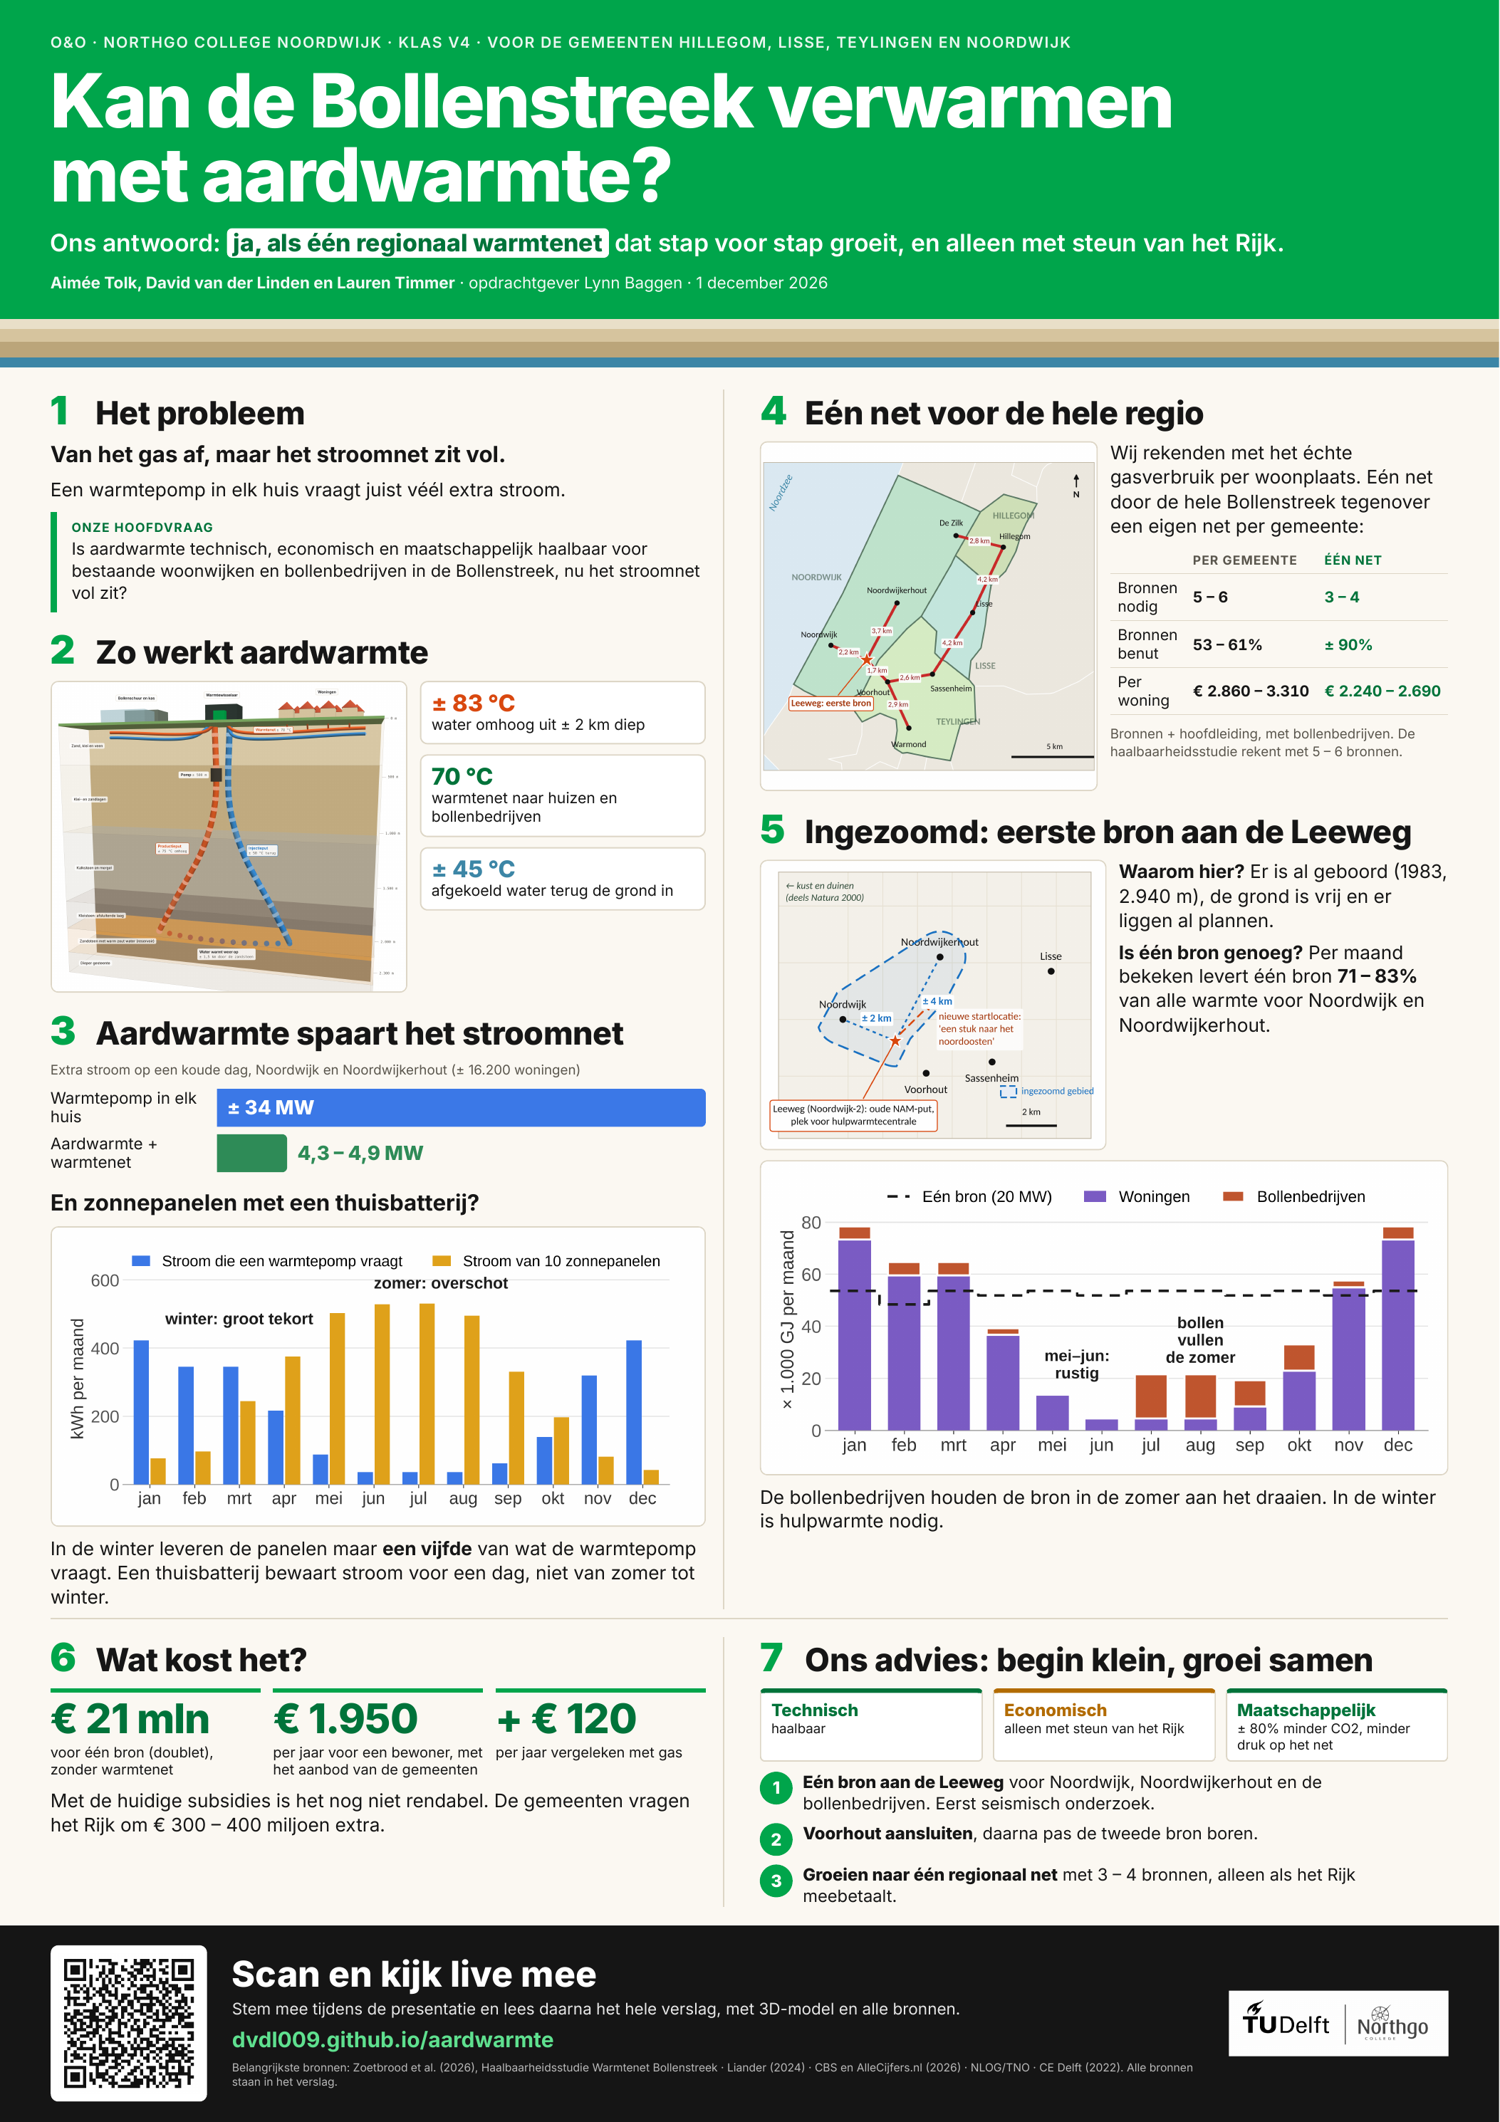 O&O · NORTHGO COLLEGE NOORDWIJK · KLAS V4 · VOOR DE GEMEENTEN HILLEGOM, LISSE, TEYLINGEN EN NOORDWIJK
Kan de Bollenstreek verwarmen
met aardwarmte?
Ons antwoord: ja, als één regionaal warmtenet dat stap voor stap groeit, en alleen met steun van het Rijk.
Aimée Tolk, David van der Linden en Lauren Timmer · opdrachtgever Lynn Baggen · 1 december 2026
1 Het probleem
Van het gas af, maar het stroomnet zit vol.
Een warmtepomp in elk huis vraagt juist véél extra stroom.
ONZE HOOFDVRAAG
Is aardwarmte technisch, economisch en maatschappelijk haalbaar voor
bestaande woonwijken en bollenbedrijven in de Bollenstreek, nu het stroomnet
vol zit?
2 Zo werkt aardwarmte
Warmtewisselaar
Woningen
± 83 °C
water omhoog uit ± 2 km diep
70 °C
warmtenet naar huizen en
bollenbedrijven
± 45 °C
afgekoeld water terug de grond in
3 Aardwarmte spaart het stroomnet
Extra stroom op een koude dag, Noordwijk en Noordwijkerhout (± 16.200 woningen)
Warmtepomp in elk
huis
± 34 MW
Aardwarmte +
warmtenet
4,3 – 4,9 MW
En zonnepanelen met een thuisbatterij?
Stroom die een warmtepomp vraagt
Stroom van 10 zonnepanelen
zomer: overschot
winter: groot tekort
kWh per maand
600
400
200
0
jan feb mrt apr mei jun jul aug sep okt nov dec
In de winter leveren de panelen maar een vijfde van wat de warmtepomp
vraagt. Een thuisbatterij bewaart stroom voor een dag, niet van zomer tot
winter.
4 Eén net voor de hele regio
Noordzee
N
De Zilk
HILLEGOM
Hillegom
2,8 km
4,2 km
NOORDWIJK
Noordwijkerhout
Lisse
3,7 km
Noordwijk
2,2 km
4,2 km
1,7 km
LISSE
2,6 km
Voorhout
Sassenheim
Leeweg: eerste bron
2,9 km
TEYLINGEN
Warmond
5 km
Wij rekenden met het échte
gasverbruik per woonplaats. Eén net
door de hele Bollenstreek tegenover
een eigen net per gemeente:
PER GEMEENTE ÉÉN NET
Bronnen
nodig
5 – 6 3 – 4
Bronnen
benut
53 – 61% ± 90%
Per
woning
€ 2.860 – 3.310 € 2.240 – 2.690
Bronnen + hoofdleiding, met bollenbedrijven. De
haalbaarheidsstudie rekent met 5 – 6 bronnen.
5 Ingezoomd: eerste bron aan de Leeweg
← kust en duinen
(deels Natura 2000)
Noordwijkerhout
Lisse
Noordwijk
± 4 km
± 2 km
nieuwe startlocatie:
'een stuk naar het
noordoosten'
Voorhout
Sassenheim
ingezoomd gebied
Leeweg (Noordwijk-2): oude NAM-put,
plek voor hulpwarmtecentrale
2 km
Waarom hier? Er is al geboord (1983,
2.940 m), de grond is vrij en er
liggen al plannen.
Is één bron genoeg? Per maand
bekeken levert één bron 71 – 83%
van alle warmte voor Noordwijk en
Noordwijkerhout.
Eén bron (20 MW)
Woningen
Bollenbedrijven
× 1.000 GJ per maand
80
60
40
20
0
mei–jun:
rustig
bollen
vullen
de zomer
jan feb mrt apr mei jun jul aug sep okt nov dec
De bollenbedrijven houden de bron in de zomer aan het draaien. In de winter
is hulpwarmte nodig.
6 Wat kost het?
€ 21 mln
voor één bron (doublet),
zonder warmtenet
€ 1.950
per jaar voor een bewoner, met
het aanbod van de gemeenten
+ € 120
per jaar vergeleken met gas
Met de huidige subsidies is het nog niet rendabel. De gemeenten vragen
het Rijk om € 300 – 400 miljoen extra.
7 Ons advies: begin klein, groei samen
Technisch
haalbaar
Economisch
alleen met steun van het Rijk
Maatschappelijk
± 80% minder CO2, minder
druk op het net
1 Eén bron aan de Leeweg voor Noordwijk, Noordwijkerhout en de
bollenbedrijven. Eerst seismisch onderzoek.
2 Voorhout aansluiten, daarna pas de tweede bron boren.
3 Groeien naar één regionaal net met 3 – 4 bronnen, alleen als het Rijk
meebetaalt.
Scan en kijk live mee
Stem mee tijdens de presentatie en lees daarna het hele verslag, met 3D-model en alle bronnen.
dvdl009.github.io/aardwarmte
Belangrijkste bronnen: Zoetbrood et al. (2026), Haalbaarheidsstudie Warmtenet Bollenstreek · Liander (2024) · CBS en AlleCijfers.nl (2026) · NLOG/TNO · CE Delft (2022). Alle bronnen
staan in het verslag.
TU Delft
Northgo
COLLEGE